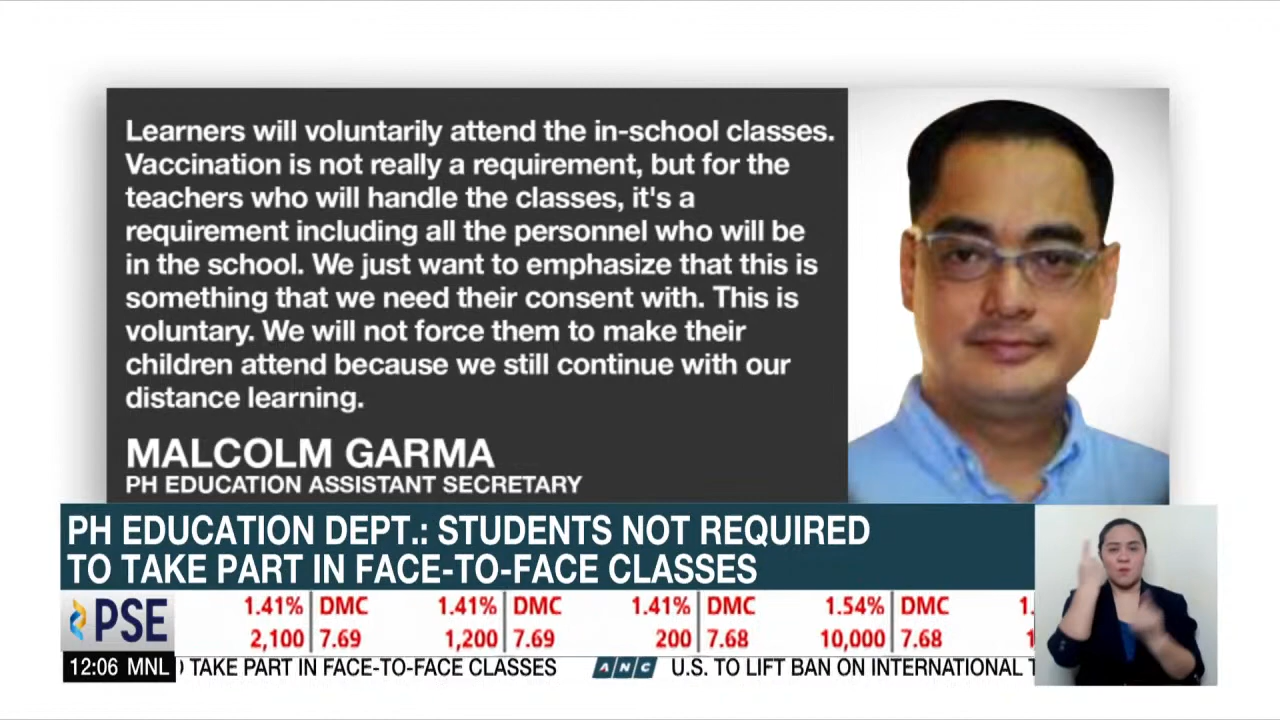 Learners will voluntarily attend the in-school classes.
Vaccination is not really a requirement, but for the
teachers who will handle the classes, it's a
requirement including all the personnel who will be
in the school. We just want to emphasize that this is
something that we need their consent with. This is
voluntary. We will not force them to make their
children attend because we still continue with our
distance learning.
MALCOLM GARMA
PH EDUCATION ASSISTANT SECRETARY
PH EDUCATION DEPT.: STUDENTS NOT REQUIRED
TO TAKE PART IN FACE-TO-FACE CLASSES
PSE
1.41% DMC 1.41% DMC 1.41% DMC 1.54% DMC 1.
2,100 7.69 1,200 7.69 200 7.68 10,000 7.68 1
12:06 MNL TAKE PART IN FACE-TO-FACE CLASSES ANC U.S. TO LIFT BAN ON INTERNATIONAL